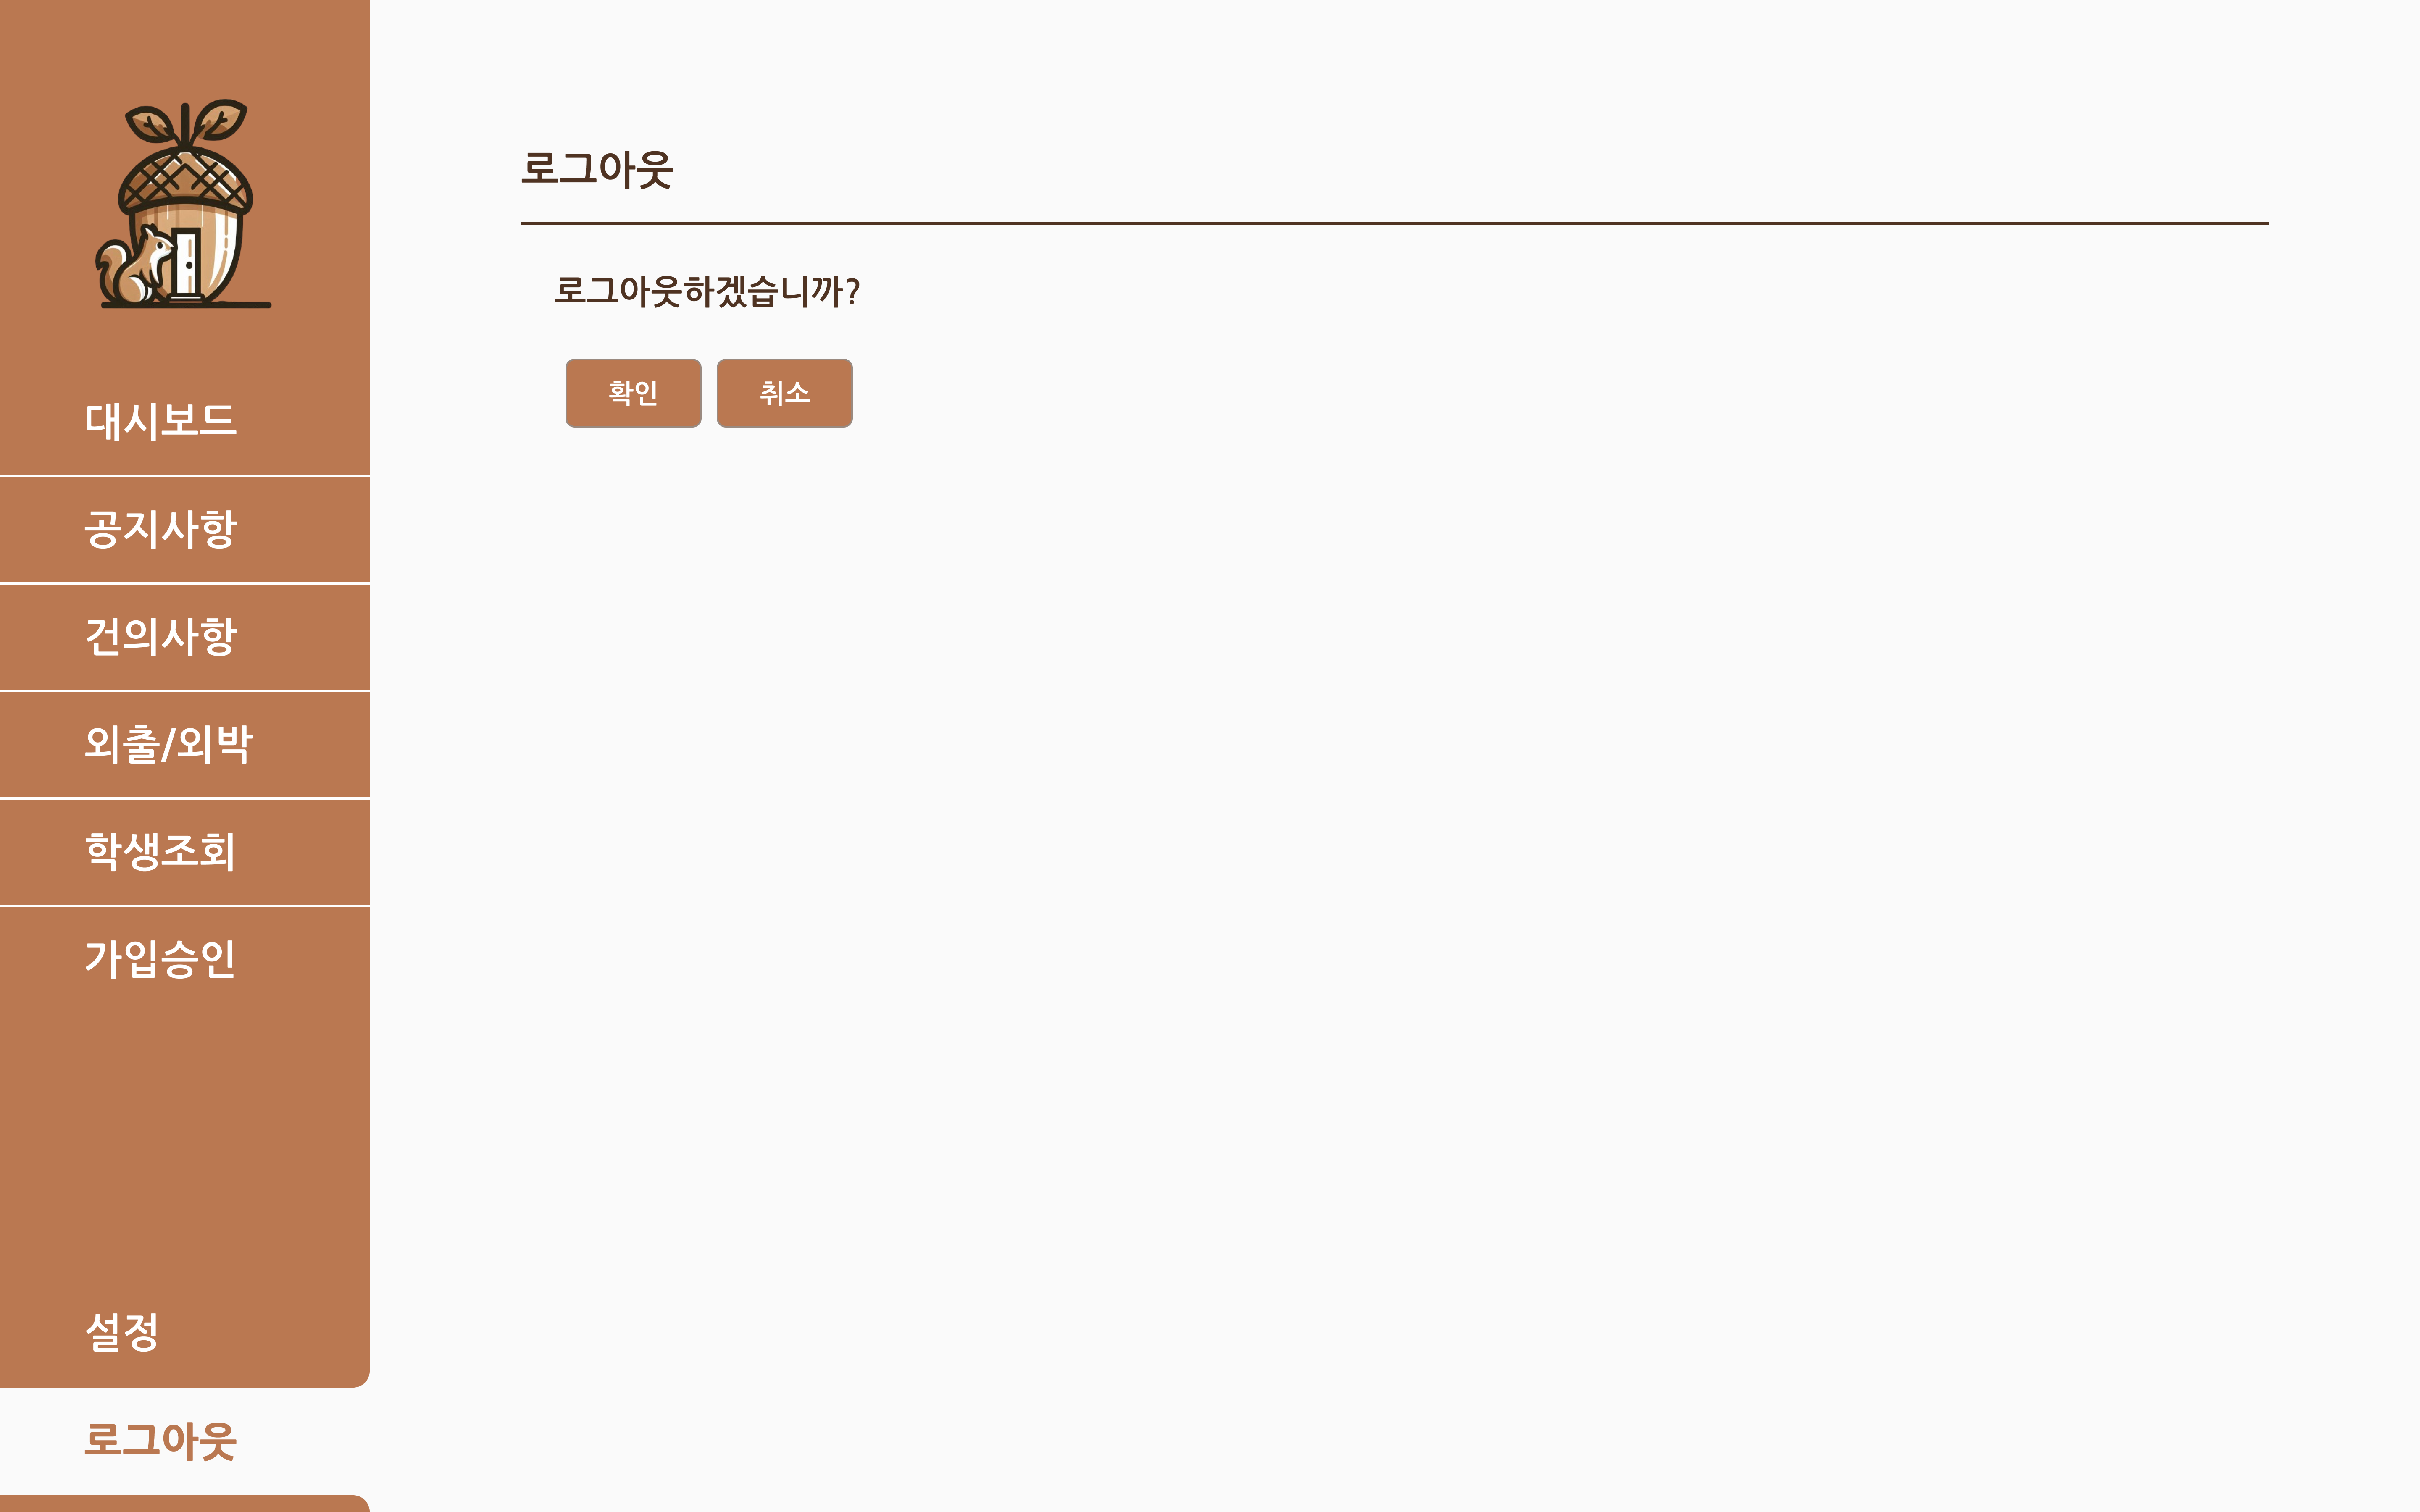 대시보드
공지사항
건의사항
외출/외박
학생조회
가입승인
설정
로그아웃
로그아웃
로그아웃하겠습니까?
확인
취소